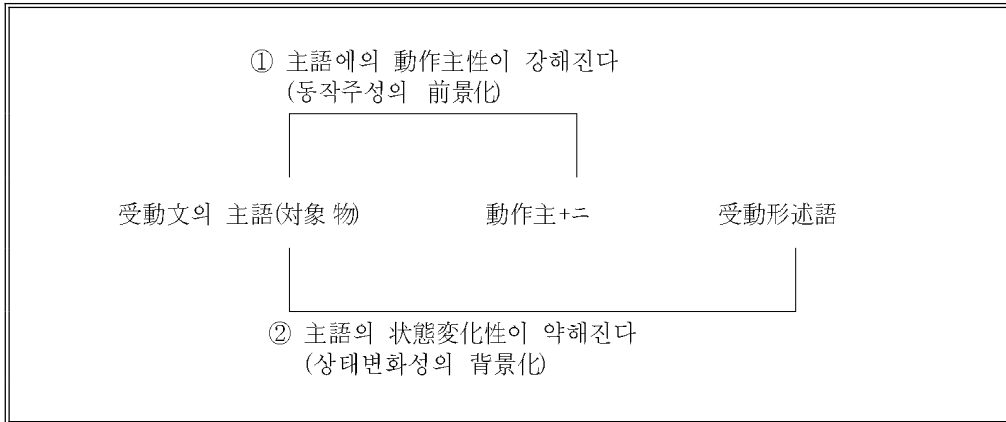 ① 主語에의 動作主性이 강해진다
(동작주성의 前景化)
受動文의 主語(対象 物) 動作主+ニ 受動形述語
② 主語의 状態変化性이 약해진다
(상태변화성의 背景化)